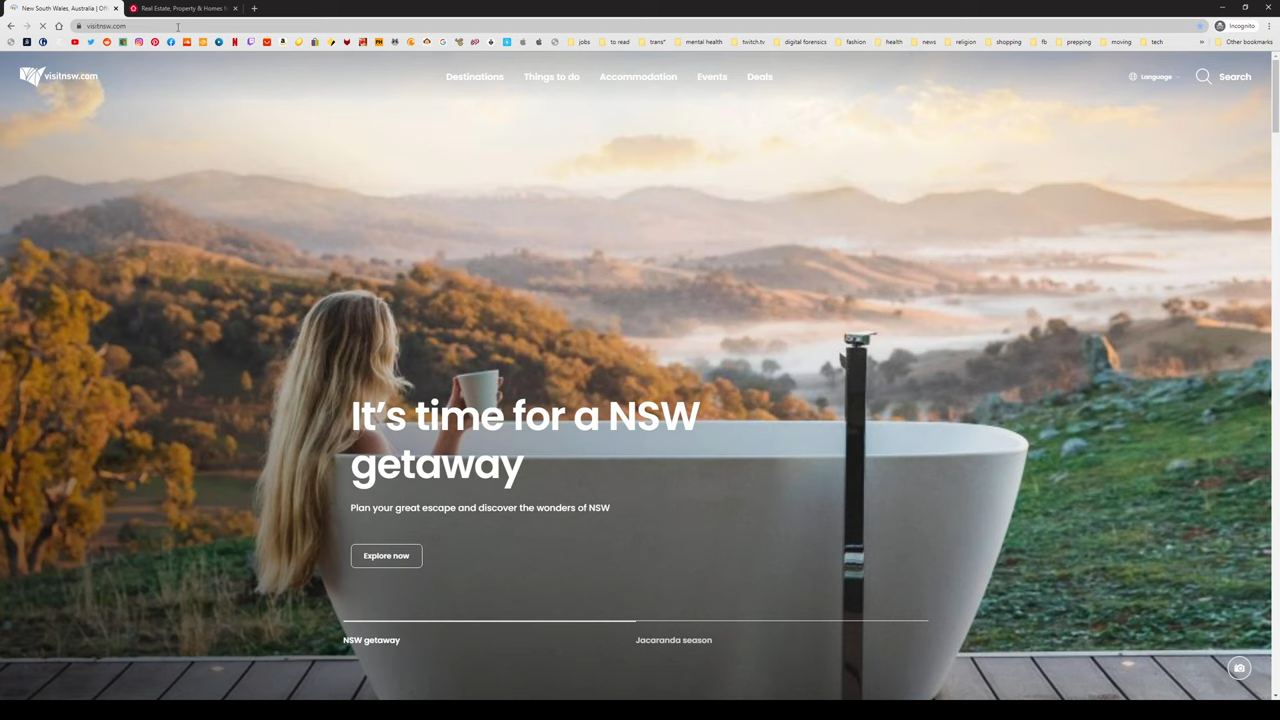 New South Wales, Australia | Offi
Real Estate, Property & Homes f
visitnsw.com
Incognito
jobs
to read
trans*
mental health
twitch.tv
digital forensics
fashion
health
news
religion
shopping
fb
prepping
moving
tech
»
Other bookmarks
visitnsw.com
Destinations
Things to do
Accommodation
Events
Deals
Language
Search
It's time for a NSW
getaway
Plan your great escape and discover the wonders of NSW
Explore now
NSW getaway
Jacaranda season